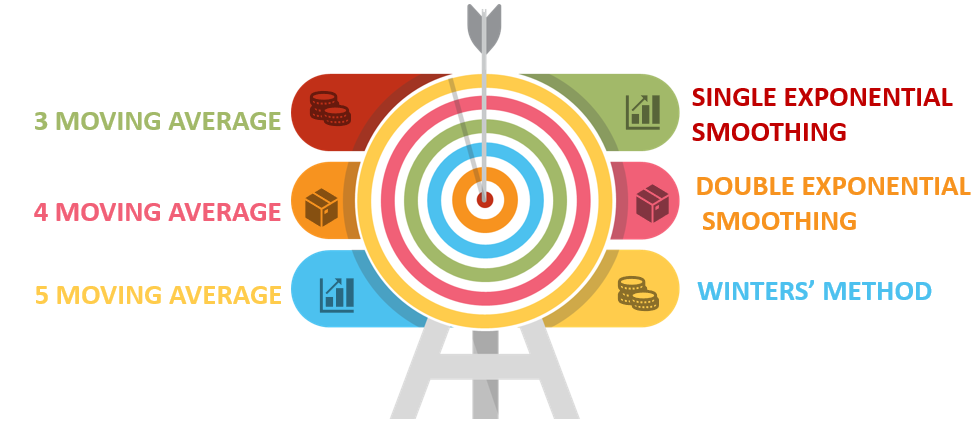 3 MOVING AVERAGE
4 MOVING AVERAGE
5 MOVING AVERAGE
SINGLE EXPONENTIAL
SMOOTHING
DOUBLE EXPONENTIAL
SMOOTHING
WINTERS’ METHOD